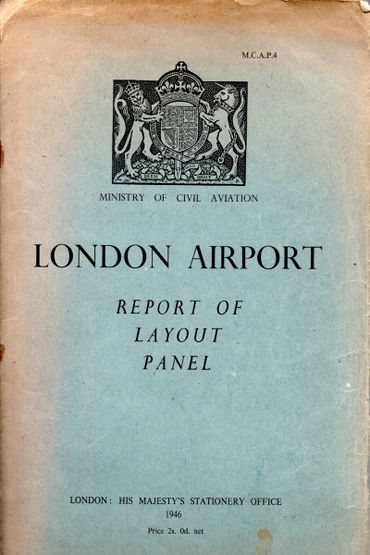 M.C.A.P.4
MINISTRY OF CIVIL AVIATION
LONDON AIRPORT
REPORT OF
LAYOUT
PANEL
LONDON: HIS MAJESTY'S STATIONERY OFFICE
1946
Price 2s. 0d. net